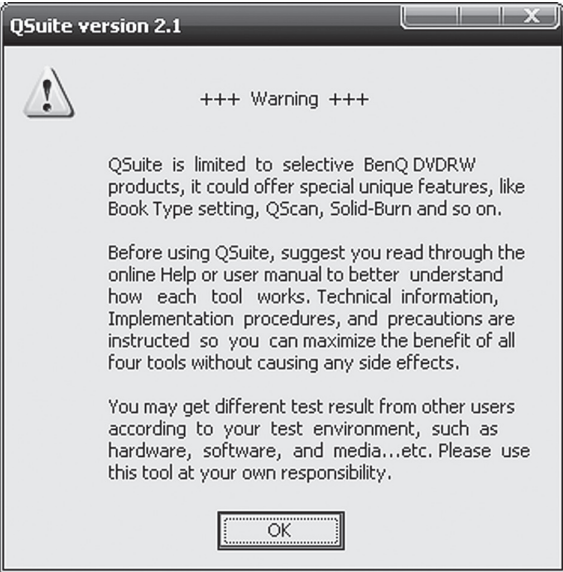 QSuite version 2.1
+++ Warning +++
QSuite is limited to selective BenQ DVDRW
products, it could offer special unique features, like
Book Type setting, QScan, Solid-Burn and so on.
Before using QSuite, suggest you read through the
online Help or user manual to better understand
how each tool works. Technical information,
Implementation procedures, and precautions are
instructed so you can maximize the benefit of all
four tools without causing any side effects.
You may get different test result from other users
according to your test environment, such as
hardware, software, and media...etc. Please use
this tool at your own responsibility.
OK